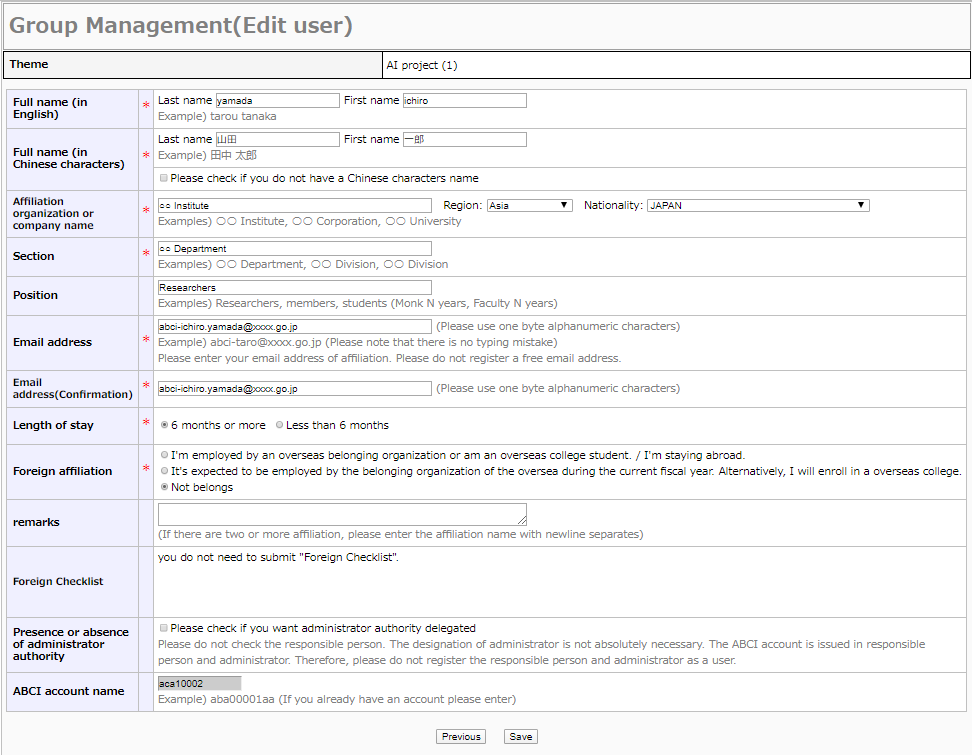 Group Management(Edit user)
Theme
AI project (1)
Full name (in English)
*
Last name yamada First name ichiro
Example) tarou tanaka
Full name (in Chinese characters)
*
Last name 山田 First name 一郎
Example) 田中 太郎
Please check if you do not have a Chinese characters name
Affiliation organization or company name
*
○○ Institute Region: Asia Nationality: JAPAN
Examples) ○○ Institute, ○○ Corporation, ○○ University
Section
*
○○ Department
Examples) ○○ Department, ○○ Division, ○○ Division
Position
Researchers
Examples) Researchers, members, students (Monk N years, Faculty N years)
Email address
*
abci-ichiro.yamada@xxxx.go.jp (Please use one byte alphanumeric characters)
Example) abci-taro@xxxx.go.jp (Please note that there is no typing mistake)
Please enter your email address of affiliation. Please do not register a free email address.
Email address(Confirmation)
*
abci-ichiro.yamada@xxxx.go.jp (Please use one byte alphanumeric characters)
Length of stay
*
6 months or more Less than 6 months
Foreign affiliation
*
I'm employed by an overseas belonging organization or am an overseas college student. / I'm staying abroad.
It's expected to be employed by the belonging organization of the oversea during the current fiscal year. Alternatively, I will enroll in a overseas college.
Not belongs
remarks
(If there are two or more affiliation, please enter the affiliation name with newline separates)
Foreign Checklist
you do not need to submit "Foreign Checklist".
Presence or absence of administrator authority
Please check if you want administrator authority delegated
Please do not check the responsible person. The designation of administrator is not absolutely necessary. The ABCI account is issued in responsible
person and administrator. Therefore, please do not register the responsible person and administrator as a user.
ABCI account name
aca10002
Example) aba00001aa (If you already have an account please enter)
Previous Save